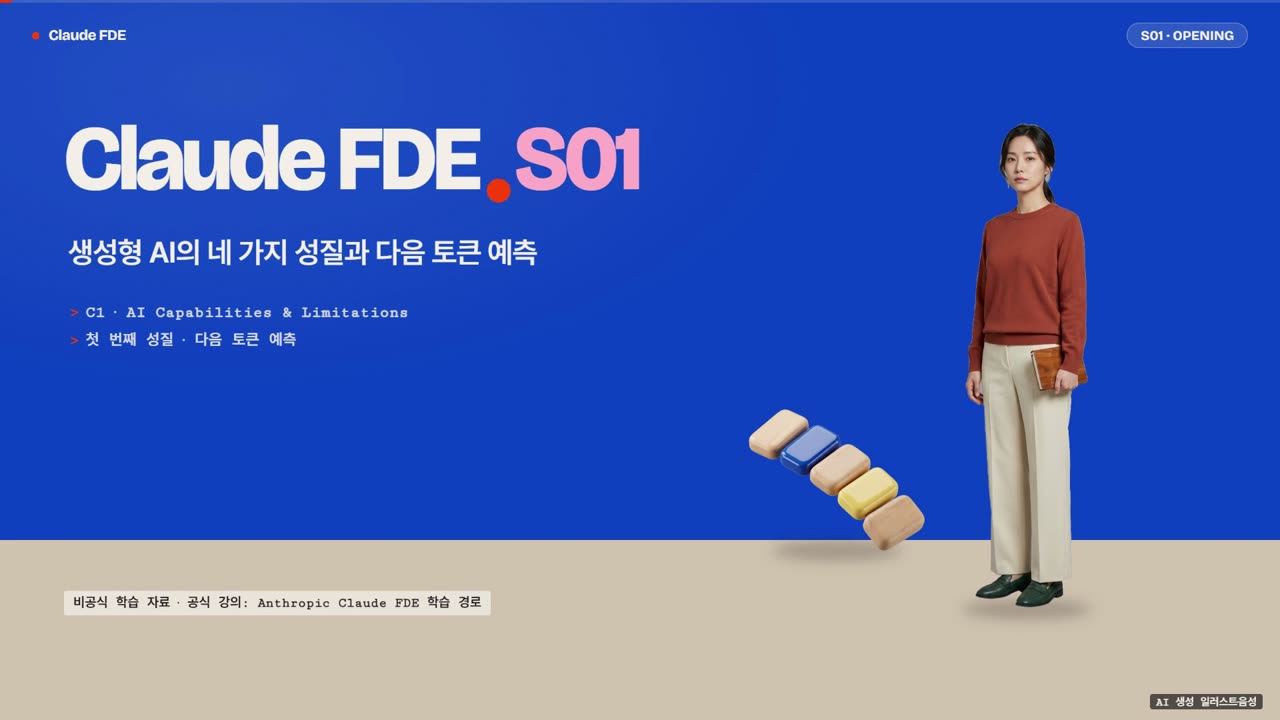 Claude FDE
S01 · OPENING
Claude FDE.S01
생성형 AI의 네 가지 성질과 다음 토큰 예측
> C1 · AI Capabilities & Limitations
> 첫 번째 성질 · 다음 토큰 예측
비공식 학습 자료 · 공식 강의: Anthropic Claude FDE 학습 경로
AI 생성 일러스트음성